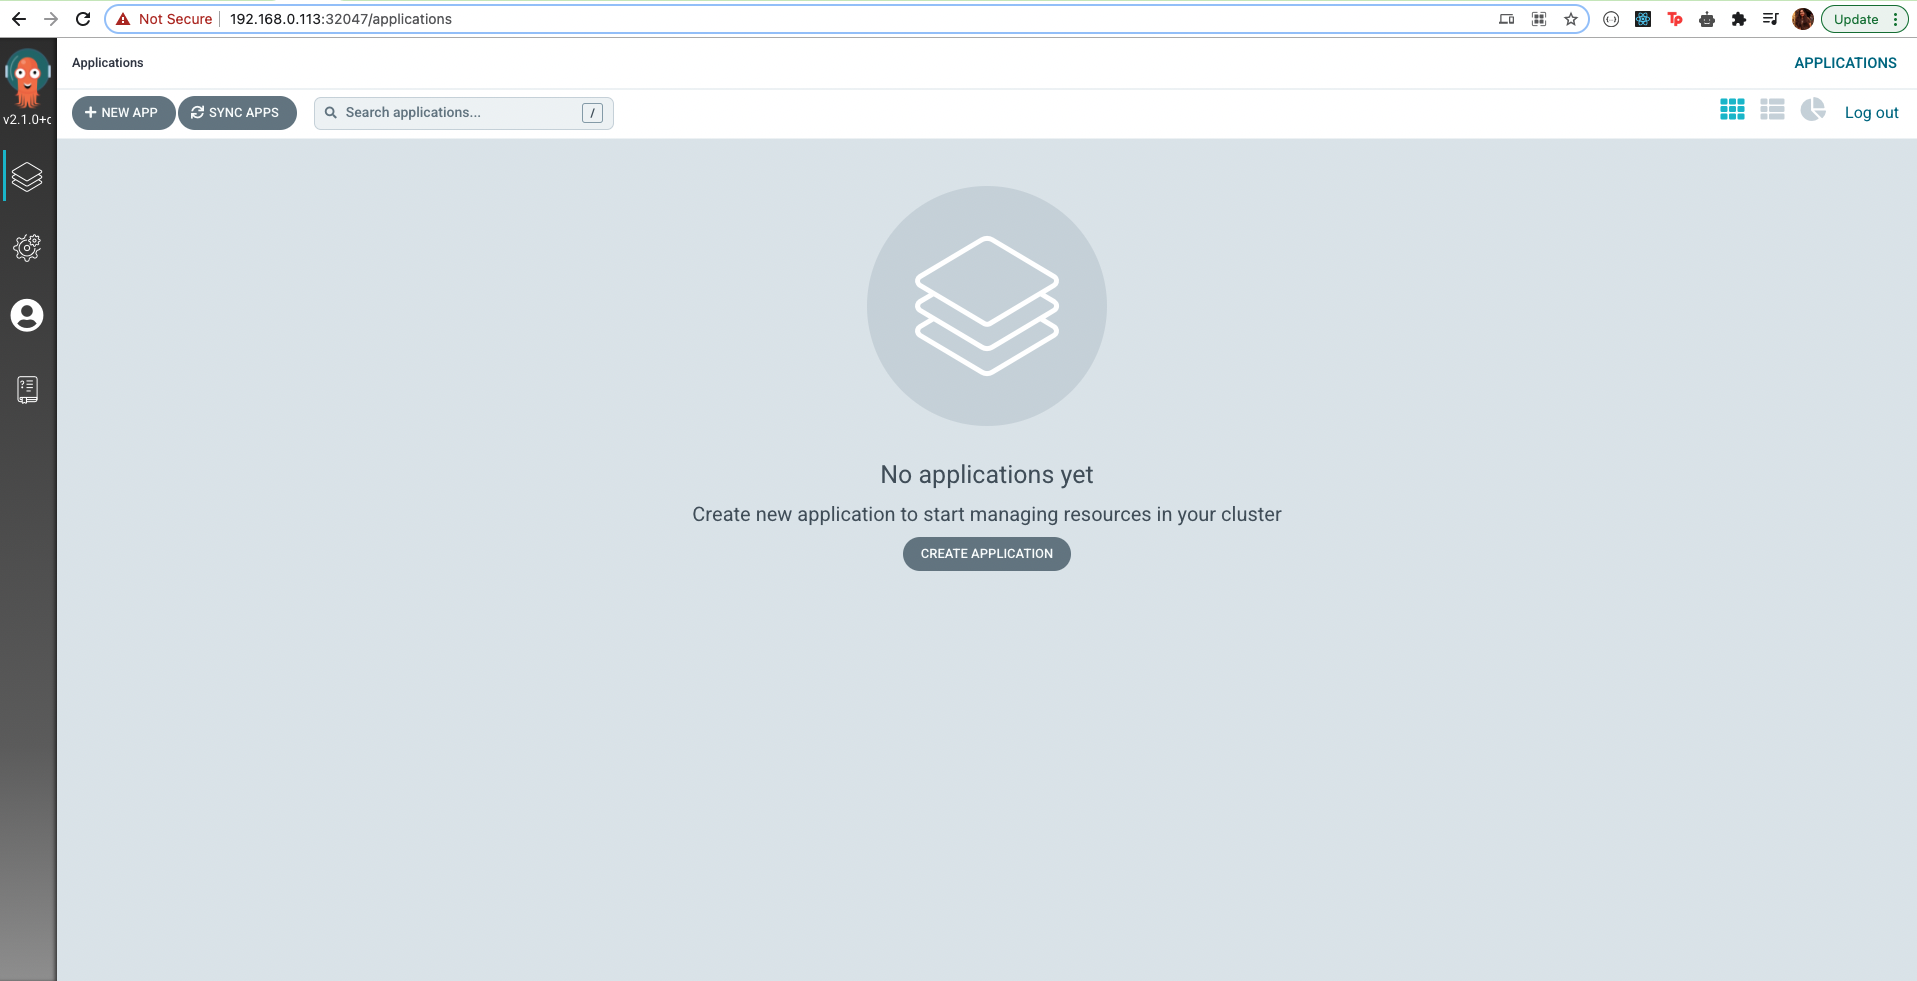 Not Secure 192.168.0.113:32047/applications Tp Update
Applications APPLICATIONS
+ NEW APP SYNC APPS Search applications... / Log out
v2.1.0+c
No applications yet
Create new application to start managing resources in your cluster
CREATE APPLICATION